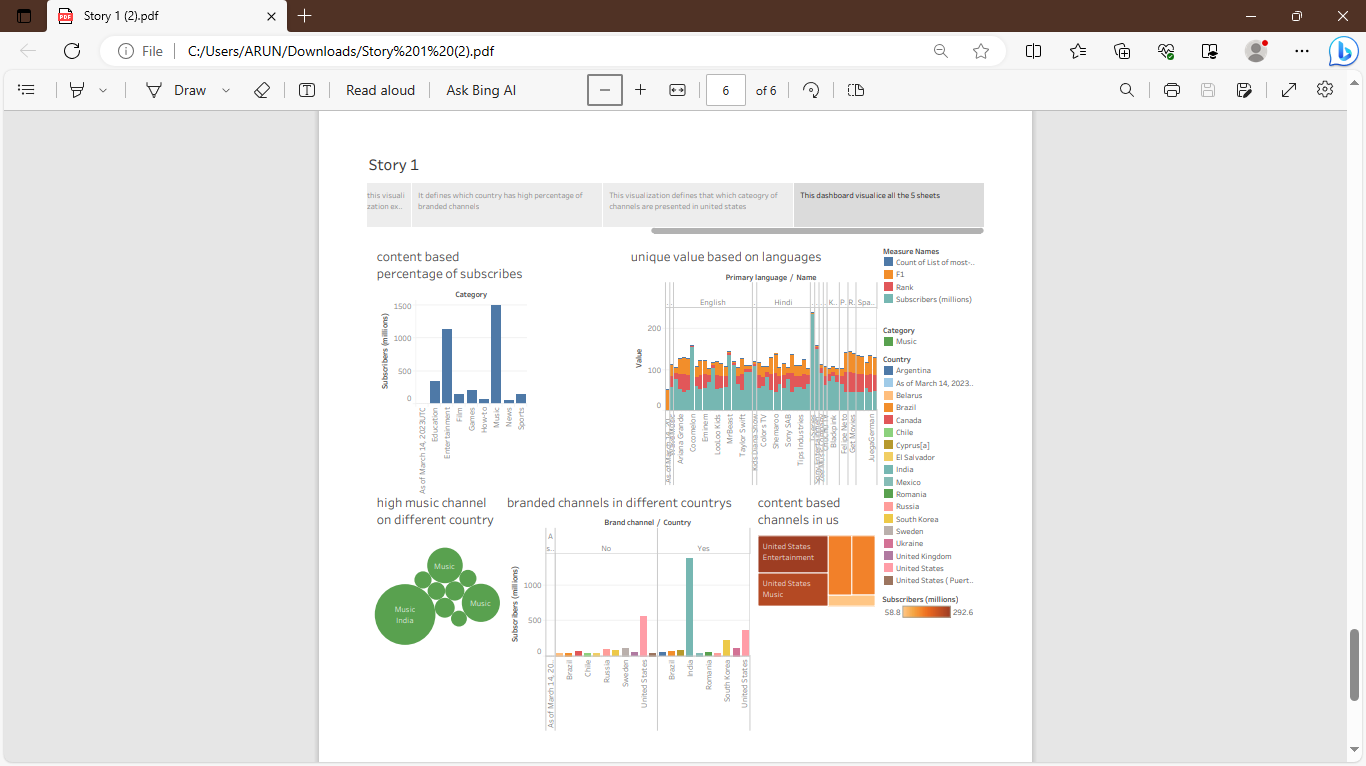 Story 1 (2).pdf
File
C:/Users/ARUN/Downloads/Story%201%20(2).pdf
Draw
Read aloud
Ask Bing AI
6
of 6
Story 1
this visuali
zation ex..
It defines which country has high percentage of
branded channels
This visualization defines that which cateogry of
channels are presented in united states
This dashboard visualice all the 5 sheets
content based
percentage of subscribes
Category
Subscribers (millions)
1500
1000
500
0
As of March 14, 2023UTC
Education
Entertainment
Film
Games
How-to
Music
News
Sports
unique value based on languages
Primary language / Name
English
Hindi
K..
P.
R.
Spa..
Value
200
100
0
Ariana Grande
Cocomelon
Eminem
LooLoo Kids
MrBeast
Taylor Swift
Kids Diana Show
Colors TV
Shemaroo
Sony SAB
Tips Industries
Blackpink
Felipe Neto
Get Movies
JuegaGerman
Measure Names
Count of List of most-..
F1
Rank
Subscribers (millions)
Category
Music
Country
Argentina
As of March 14, 2023..
Belarus
Brazil
Canada
Chile
Cyprus[a]
El Salvador
India
Mexico
Romania
Russia
South Korea
Sweden
Ukraine
United Kingdom
United States
United States ( Puert..
Subscribers (millions)
58.8
292.6
high music channel
on different country
Music
Music
India
Music
branded channels in different countrys
Brand channel / Country
A
s..
No
Yes
Subscribers (millions)
1000
500
0
As of March 14, 20..
Brazil
Chile
Russia
Sweden
United States
Brazil
India
Romania
South Korea
United States
content based
channels in us
United States
Entertainment
United States
Music